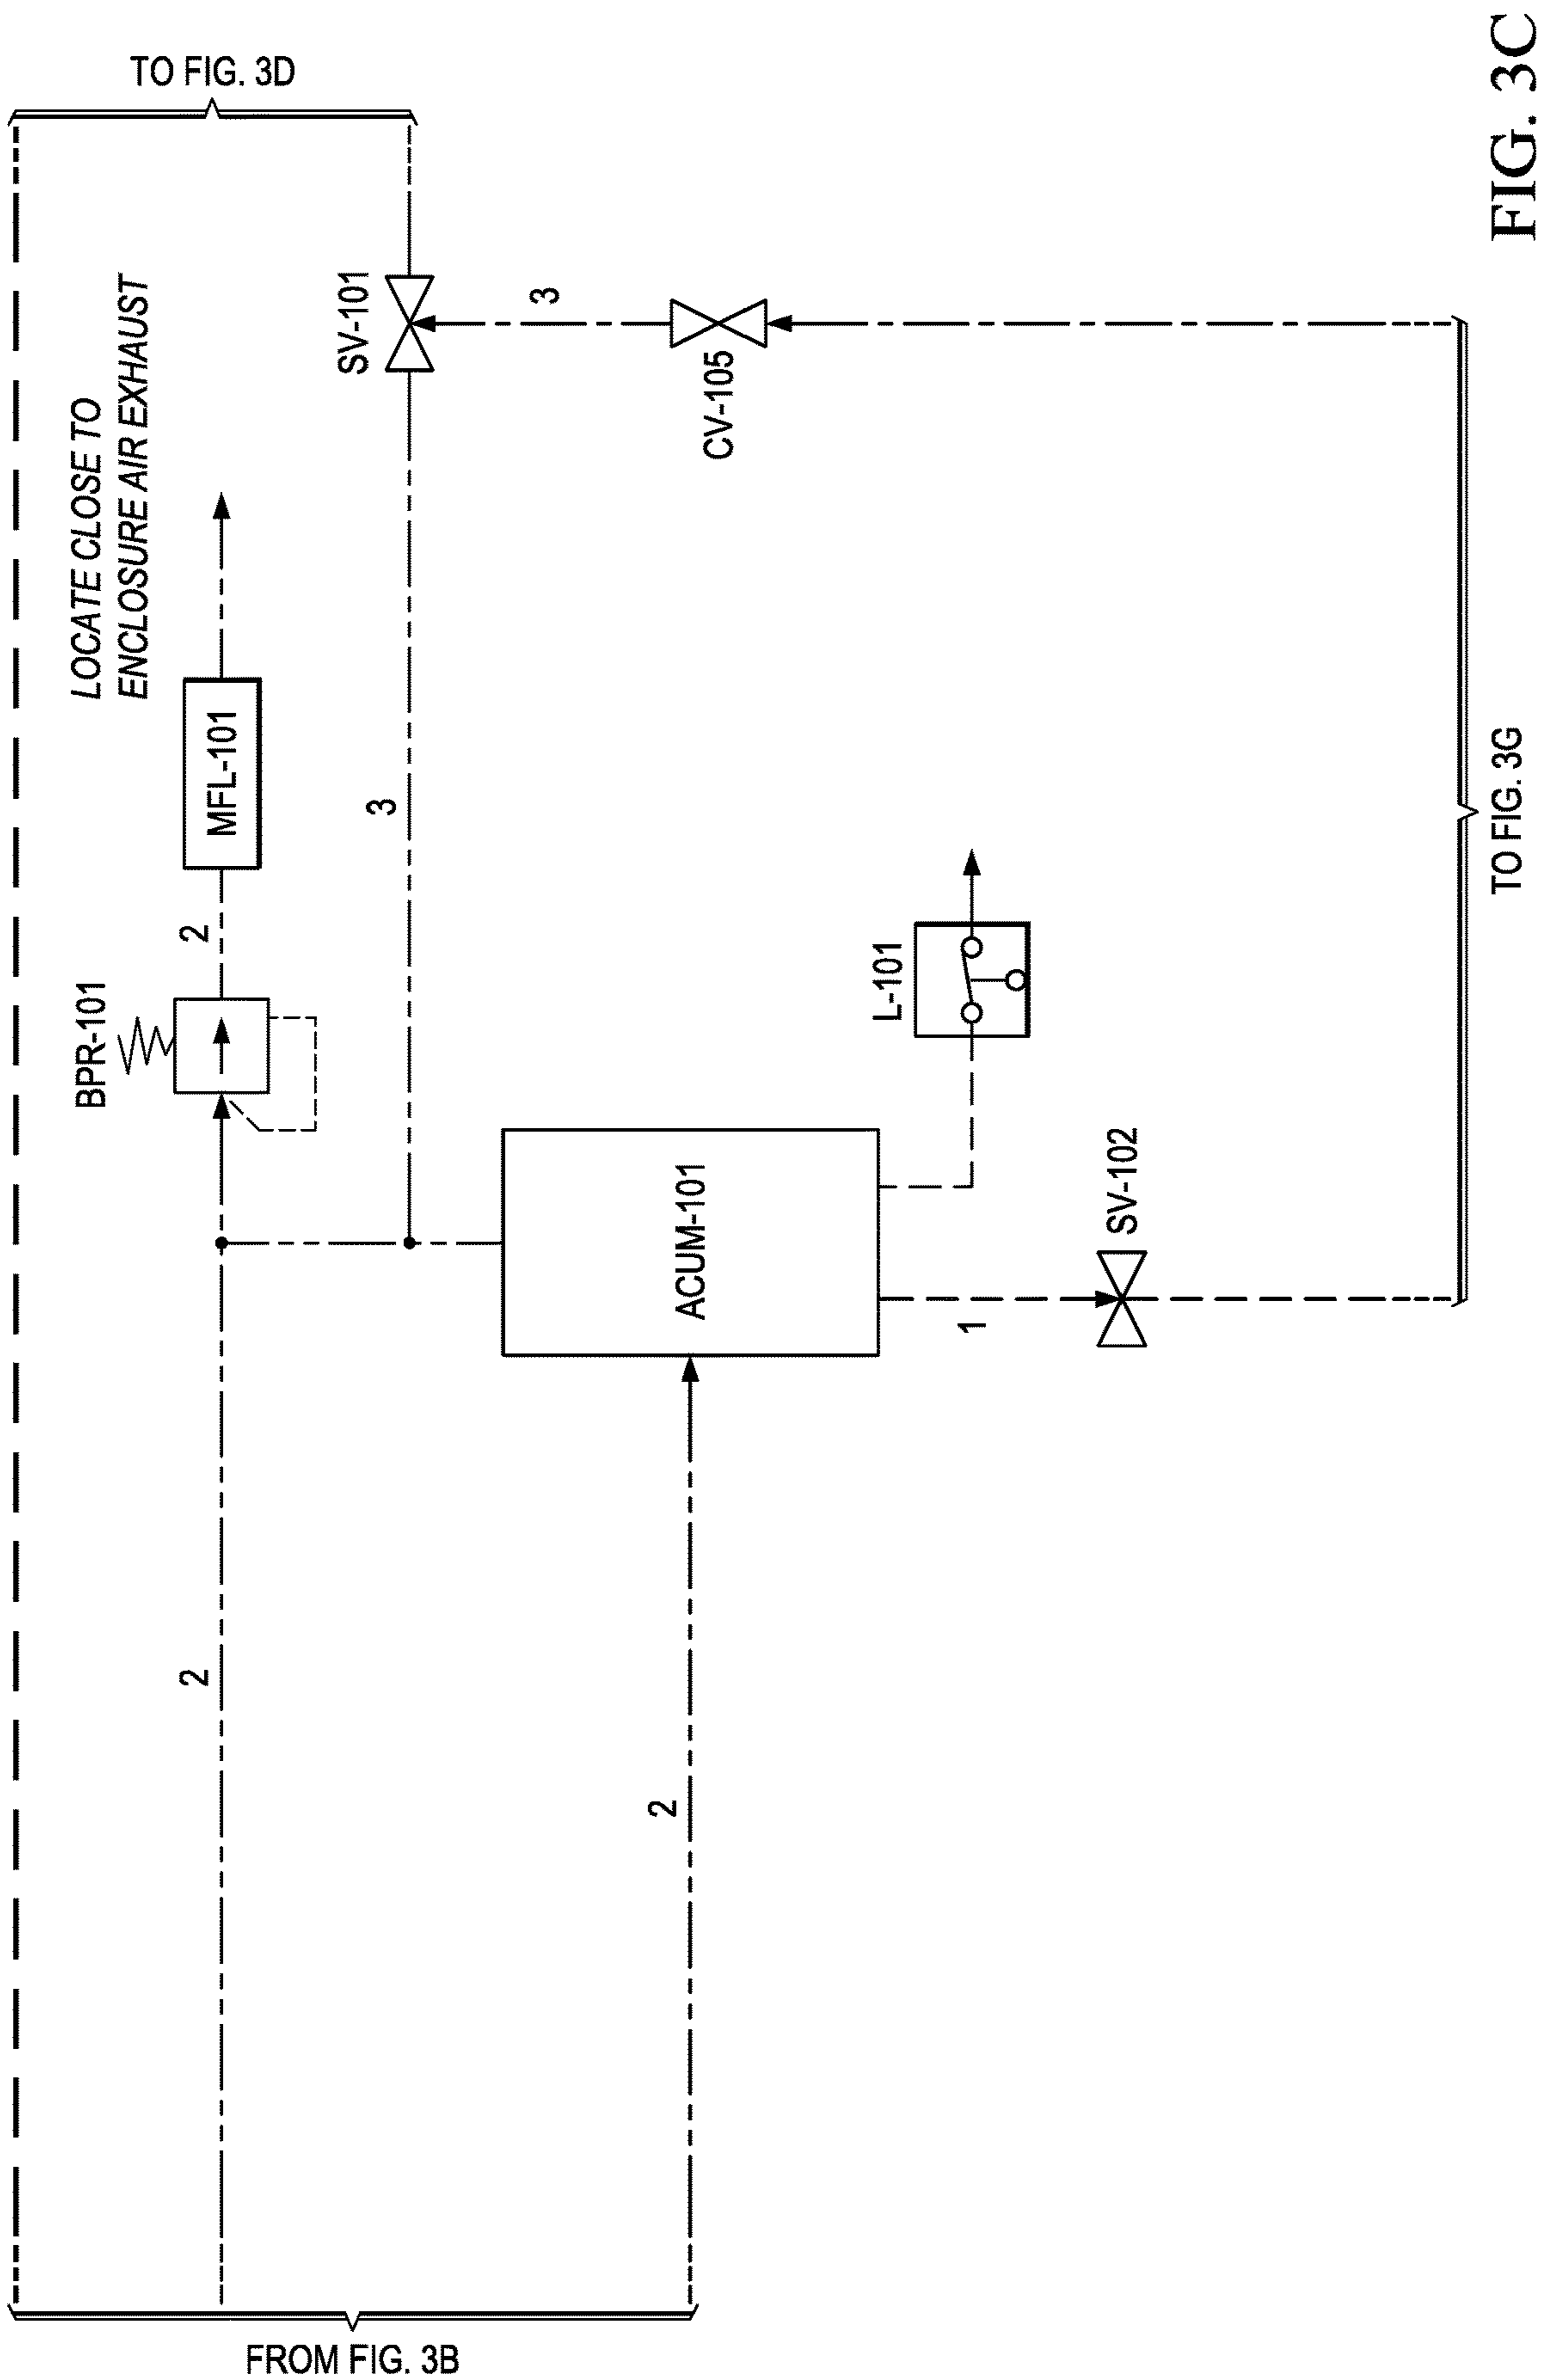 TO FIG. 3D
LOCATE CLOSE TO
ENCLOSURE AIR EXHAUST
SV-101
3
CV-105
MFL-101
3
2
BPR-101
L-101
ACUM-101
SV-102
1
2
2
FROM FIG. 3B
TO FIG. 3G
FIG. 3C